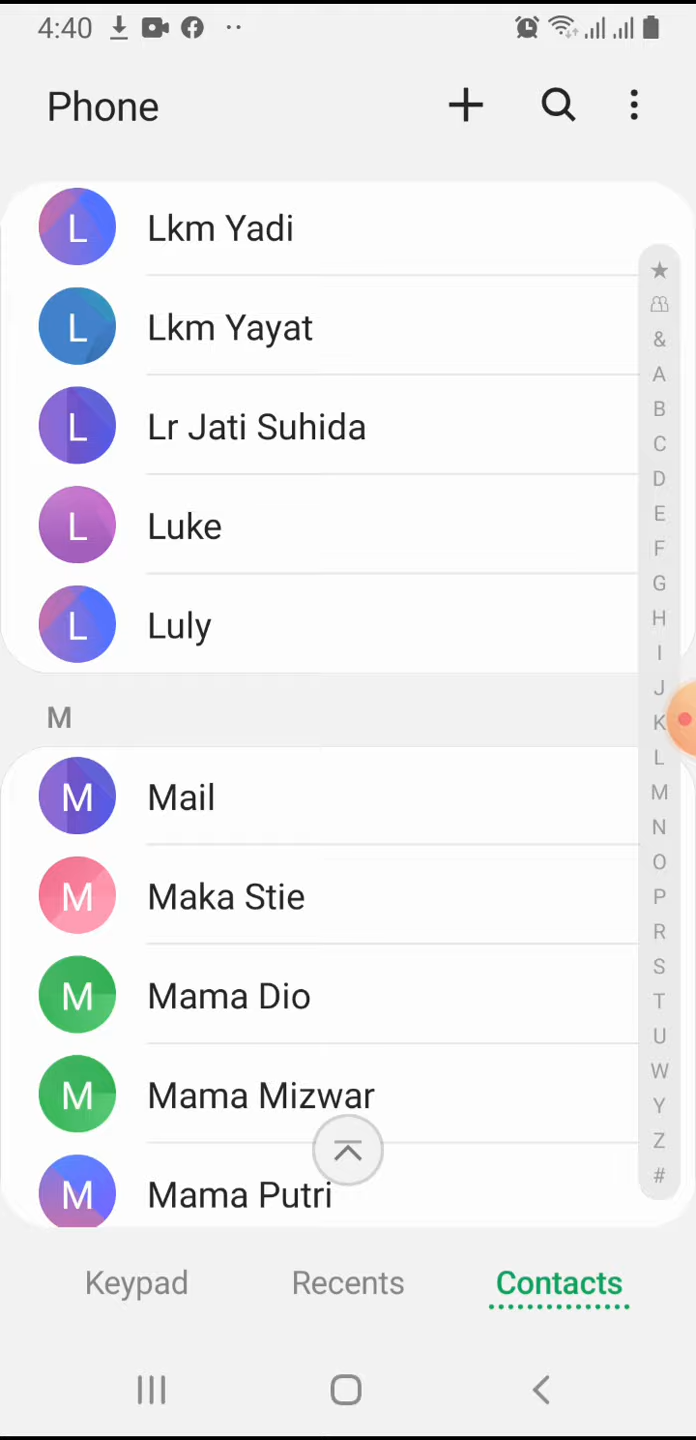 4:40
Phone
L Lkm Yadi
L Lkm Yayat
L Lr Jati Suhida
L Luke
L Luly
M
M Mail
M Maka Stie
M Mama Dio
M Mama Mizwar
M Mama Putri
&
A
B
C
D
E
F
G
H
I
J
K
L
M
N
O
P
R
S
T
U
W
Y
Z
#
Keypad Recents Contacts